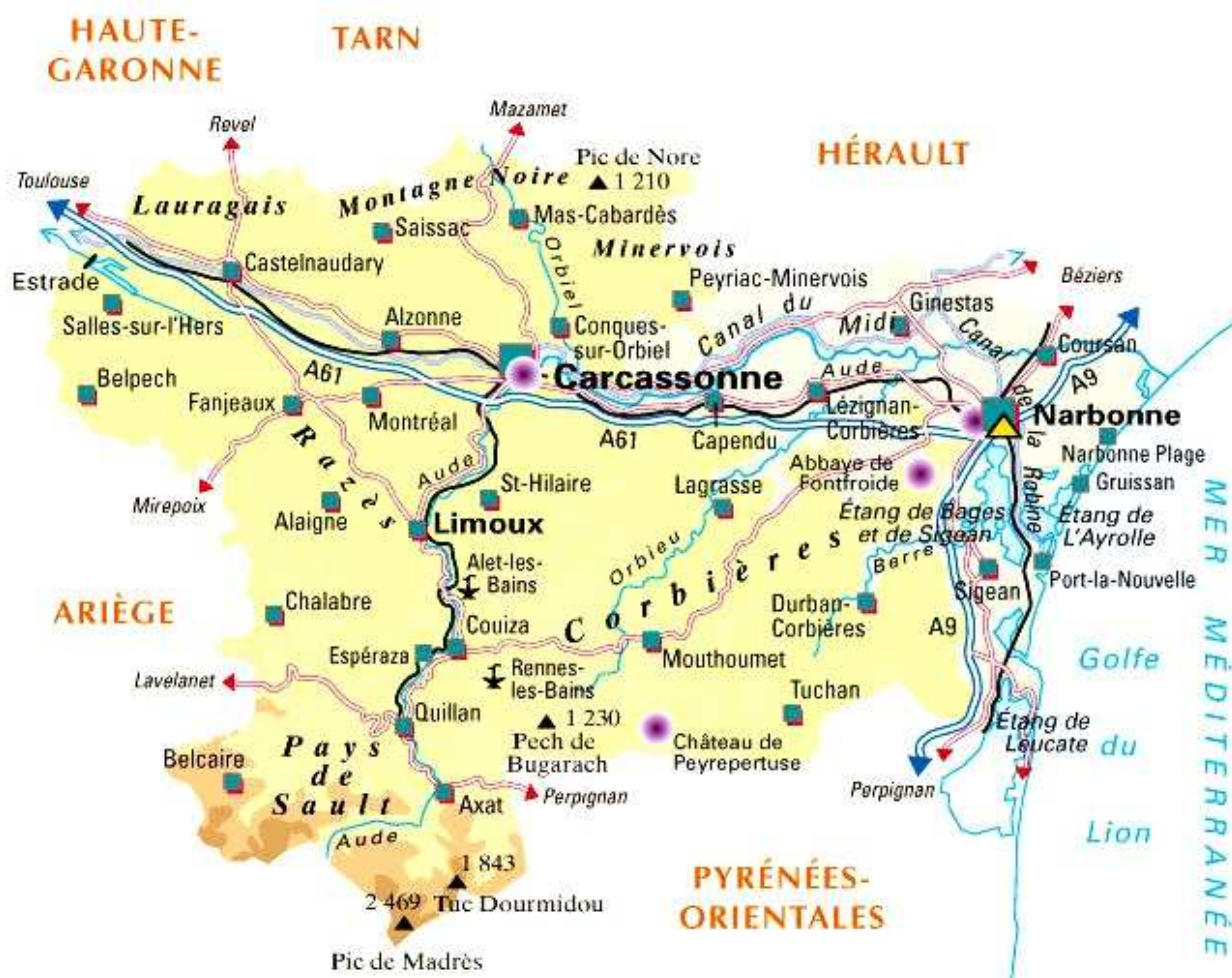 HAUTE-
GARONNE
TARN
HÉRAULT
Revel
Mazamet
Toulouse
Lauragais
Montagne Noire
Pic de Nore
1 210
Saissac
Mas-Cabardès
Orbiel
Minervois
Castelnaudary
Estrade
Salles-sur-l'Hers
Peyriac-Minervois
Béziers
Ginestas
Alzonne
Conques-
sur-Orbiel
Canal du
Midi
Canal
de
la
Robine
Coursan
Belpech
A61
Carcassonne
Aude
A9
Fanjeaux
Montréal
Lézignan-
Corbières
Narbonne
A61
Capendu
Razès
Aude
Abbaye de
Fontfroide
Narbonne Plage
Gruissan
Mirepoix
Alaigne
St-Hilaire
Lagrasse
Limoux
Étang de Bages
et de Sigean
Étang de
L'Ayrolle
Orbieu
Berre
Alet-les-
Bains
Sigean
Port-la-Nouvelle
ARIÈGE
Chalabre
Corbières
Durban-
Corbières
A9
Couiza
Espéraza
Mouthoumet
Rennes-
les-Bains
Lavelanet
Quillan
1 230
Pech de
Bugarach
Tuchan
Château de
Peyrepertuse
Étang de
Leucate
Belcaire
Pays
de
Sault
Axat
Perpignan
Perpignan
Aude
1 843
Tuc Dourmidou
2 469
Pic de Madrès
PYRÉNÉES-
ORIENTALES
Golfe
du
Lion
MER MÉDITERRANÉE